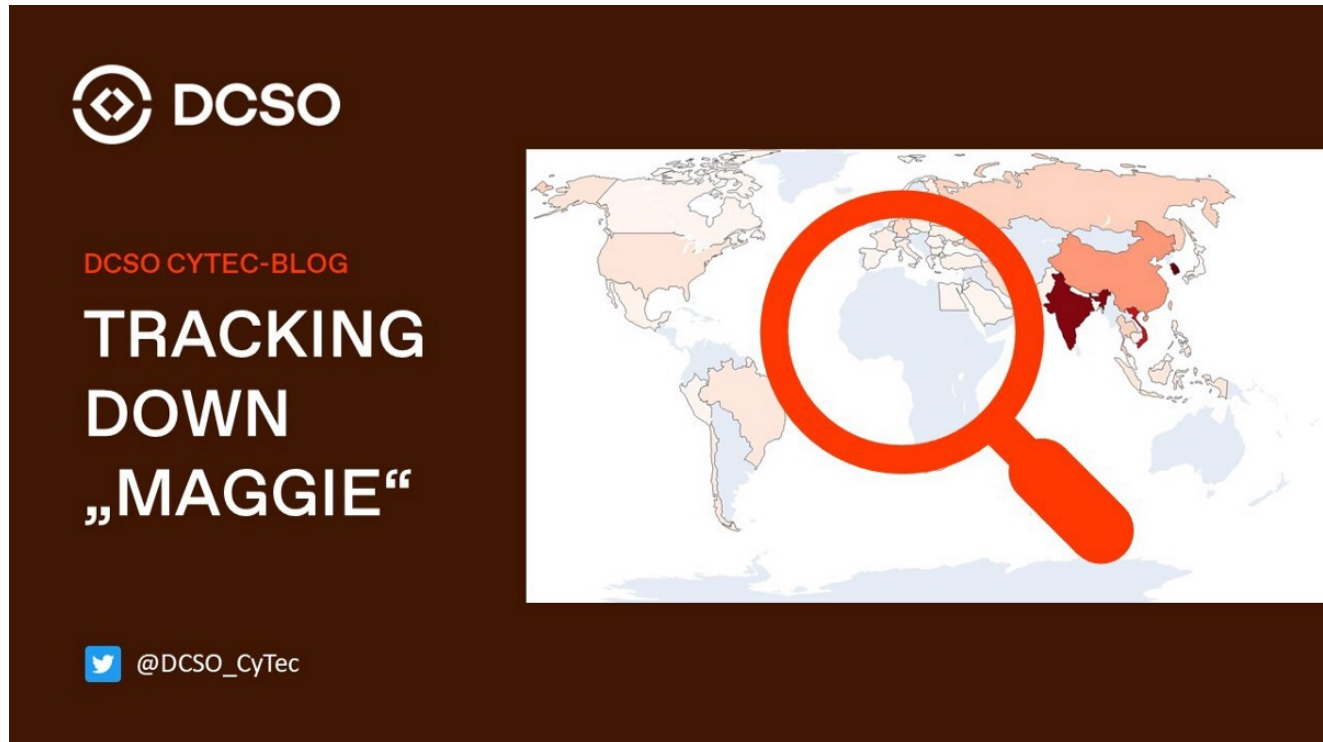 DCSO
DCSO CYTEC-BLOG
TRACKING
DOWN
„MAGGIE“
@DCSO_CyTec